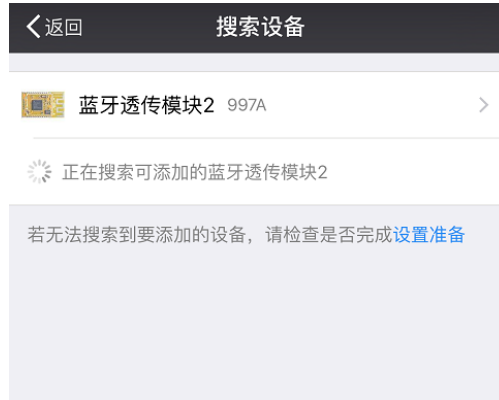 返回 搜索设备
蓝牙透传模块2 997A
正在搜索可添加的蓝牙透传模块2
若无法搜索到要添加的设备，请检查是否完成设置准备